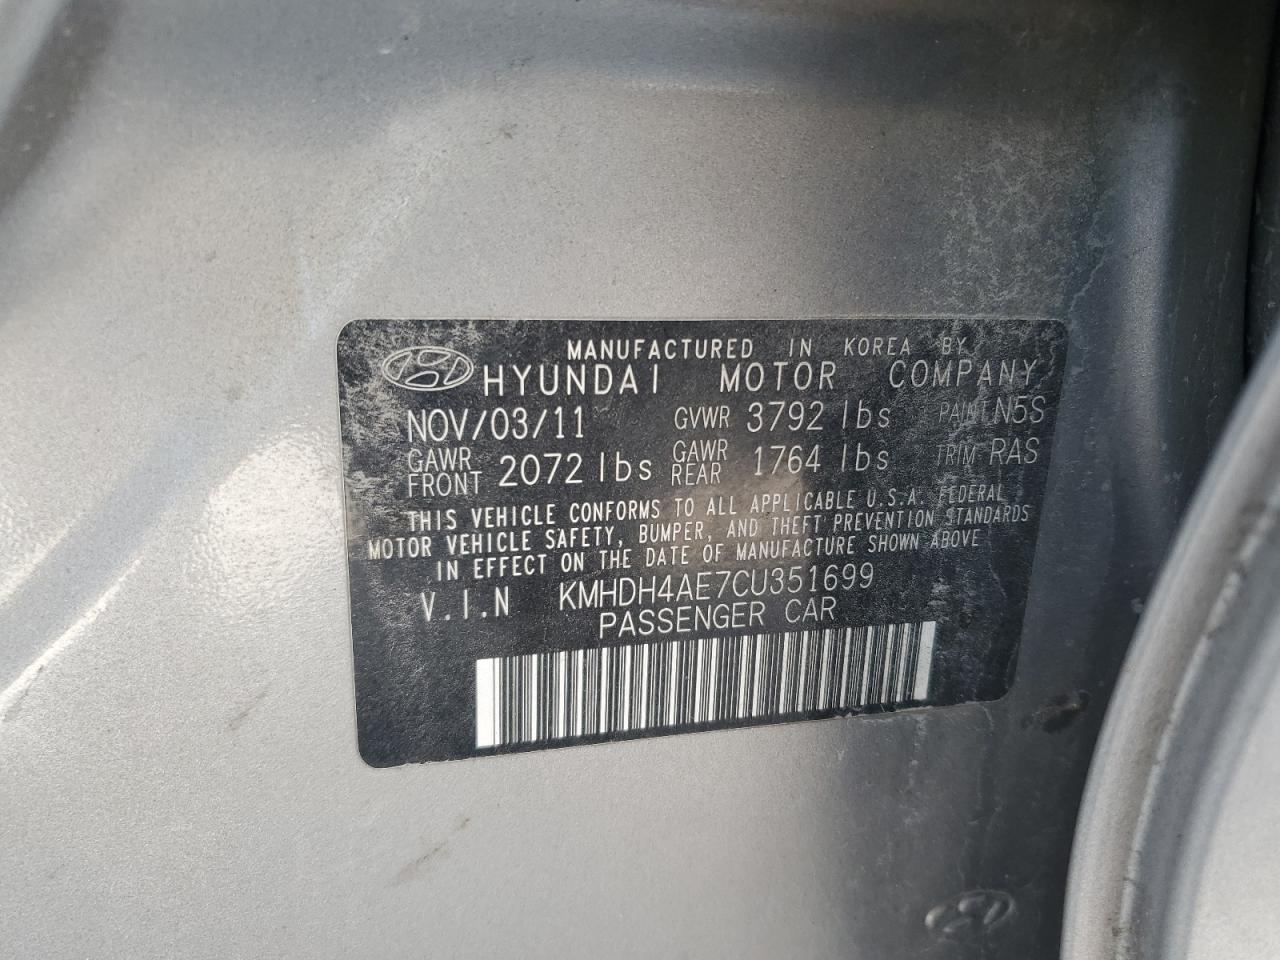 MANUFACTURED IN KOREA BY
HYUNDAI MOTOR COMPANY
NOV/03/11 GVWR 3792 lbs PAINT N5S
GAWR FRONT 2072 lbs GAWR REAR 1764 lbs TRIM RAS
THIS VEHICLE CONFORMS TO ALL APPLICABLE U.S.A. FEDERAL
MOTOR VEHICLE SAFETY, BUMPER, AND THEFT PREVENTION STANDARDS
IN EFFECT ON THE DATE OF MANUFACTURE SHOWN ABOVE
V.I.N KMHDH4AE7CU351699
PASSENGER CAR